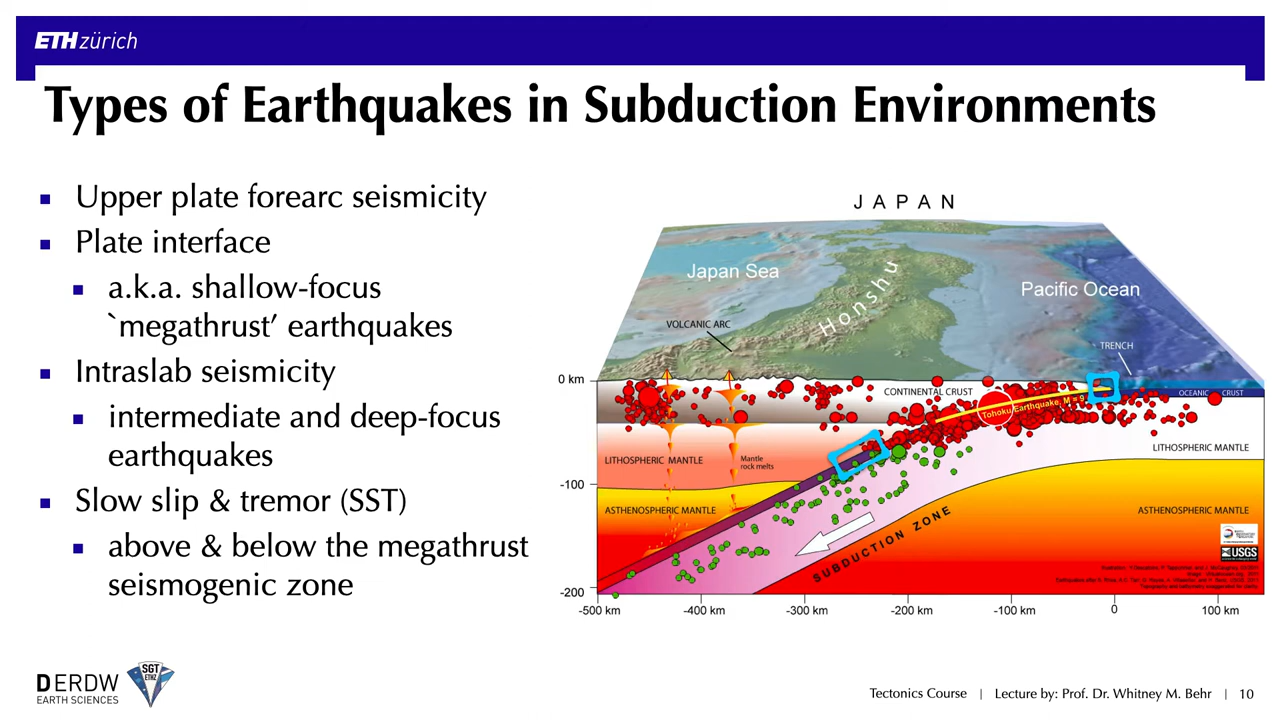 ETH zürich
Types of Earthquakes in Subduction Environments
Upper plate forearc seismicity
Plate interface
a.k.a. shallow-focus
`megathrust’ earthquakes
Intraslab seismicity
intermediate and deep-focus
earthquakes
Slow slip & tremor (SST)
above & below the megathrust
seismogenic zone
JAPAN
Japan Sea
Honshu
Pacific Ocean
VOLCANIC ARC
TRENCH
0 km
CONTINENTAL CRUST
OCEANIC CRUST
Tohoku Earthquake, M = 9
LITHOSPHERIC MANTLE
Mantle
rock melts
LITHOSPHERIC MANTLE
-100
ASTHENOSPHERIC MANTLE
ASTHENOSPHERIC MANTLE
SUBDUCTION ZONE
USGS
-200
-500 km
-400 km
-300 km
-200 km
-100 km
0
100 km
DERDW
EARTH SCIENCES
SGT
ETHZ
Tectonics Course | Lecture by: Prof. Dr. Whitney M. Behr | 10